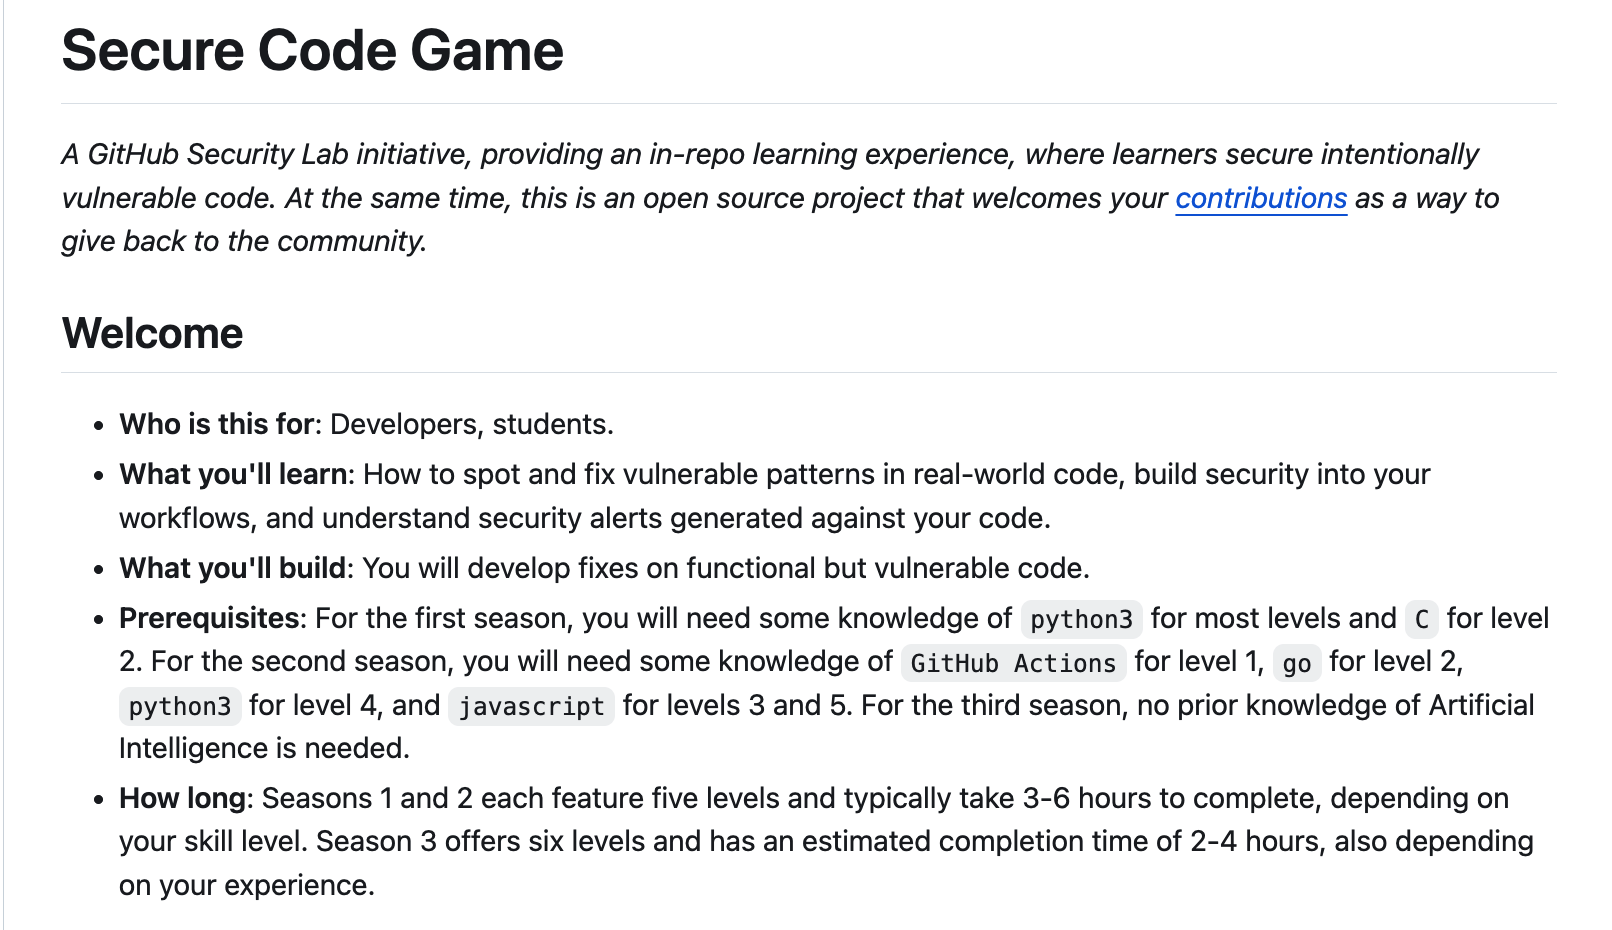 Secure Code Game
A GitHub Security Lab initiative, providing an in-repo learning experience, where learners secure intentionally
vulnerable code. At the same time, this is an open source project that welcomes your contributions as a way to
give back to the community.
Welcome
• Who is this for: Developers, students.
• What you'll learn: How to spot and fix vulnerable patterns in real-world code, build security into your
workflows, and understand security alerts generated against your code.
• What you'll build: You will develop fixes on functional but vulnerable code.
• Prerequisites: For the first season, you will need some knowledge of python3 for most levels and C for level
2. For the second season, you will need some knowledge of GitHub Actions for level 1, go for level 2,
python3 for level 4, and javascript for levels 3 and 5. For the third season, no prior knowledge of Artificial
Intelligence is needed.
• How long: Seasons 1 and 2 each feature five levels and typically take 3-6 hours to complete, depending on
your skill level. Season 3 offers six levels and has an estimated completion time of 2-4 hours, also depending
on your experience.